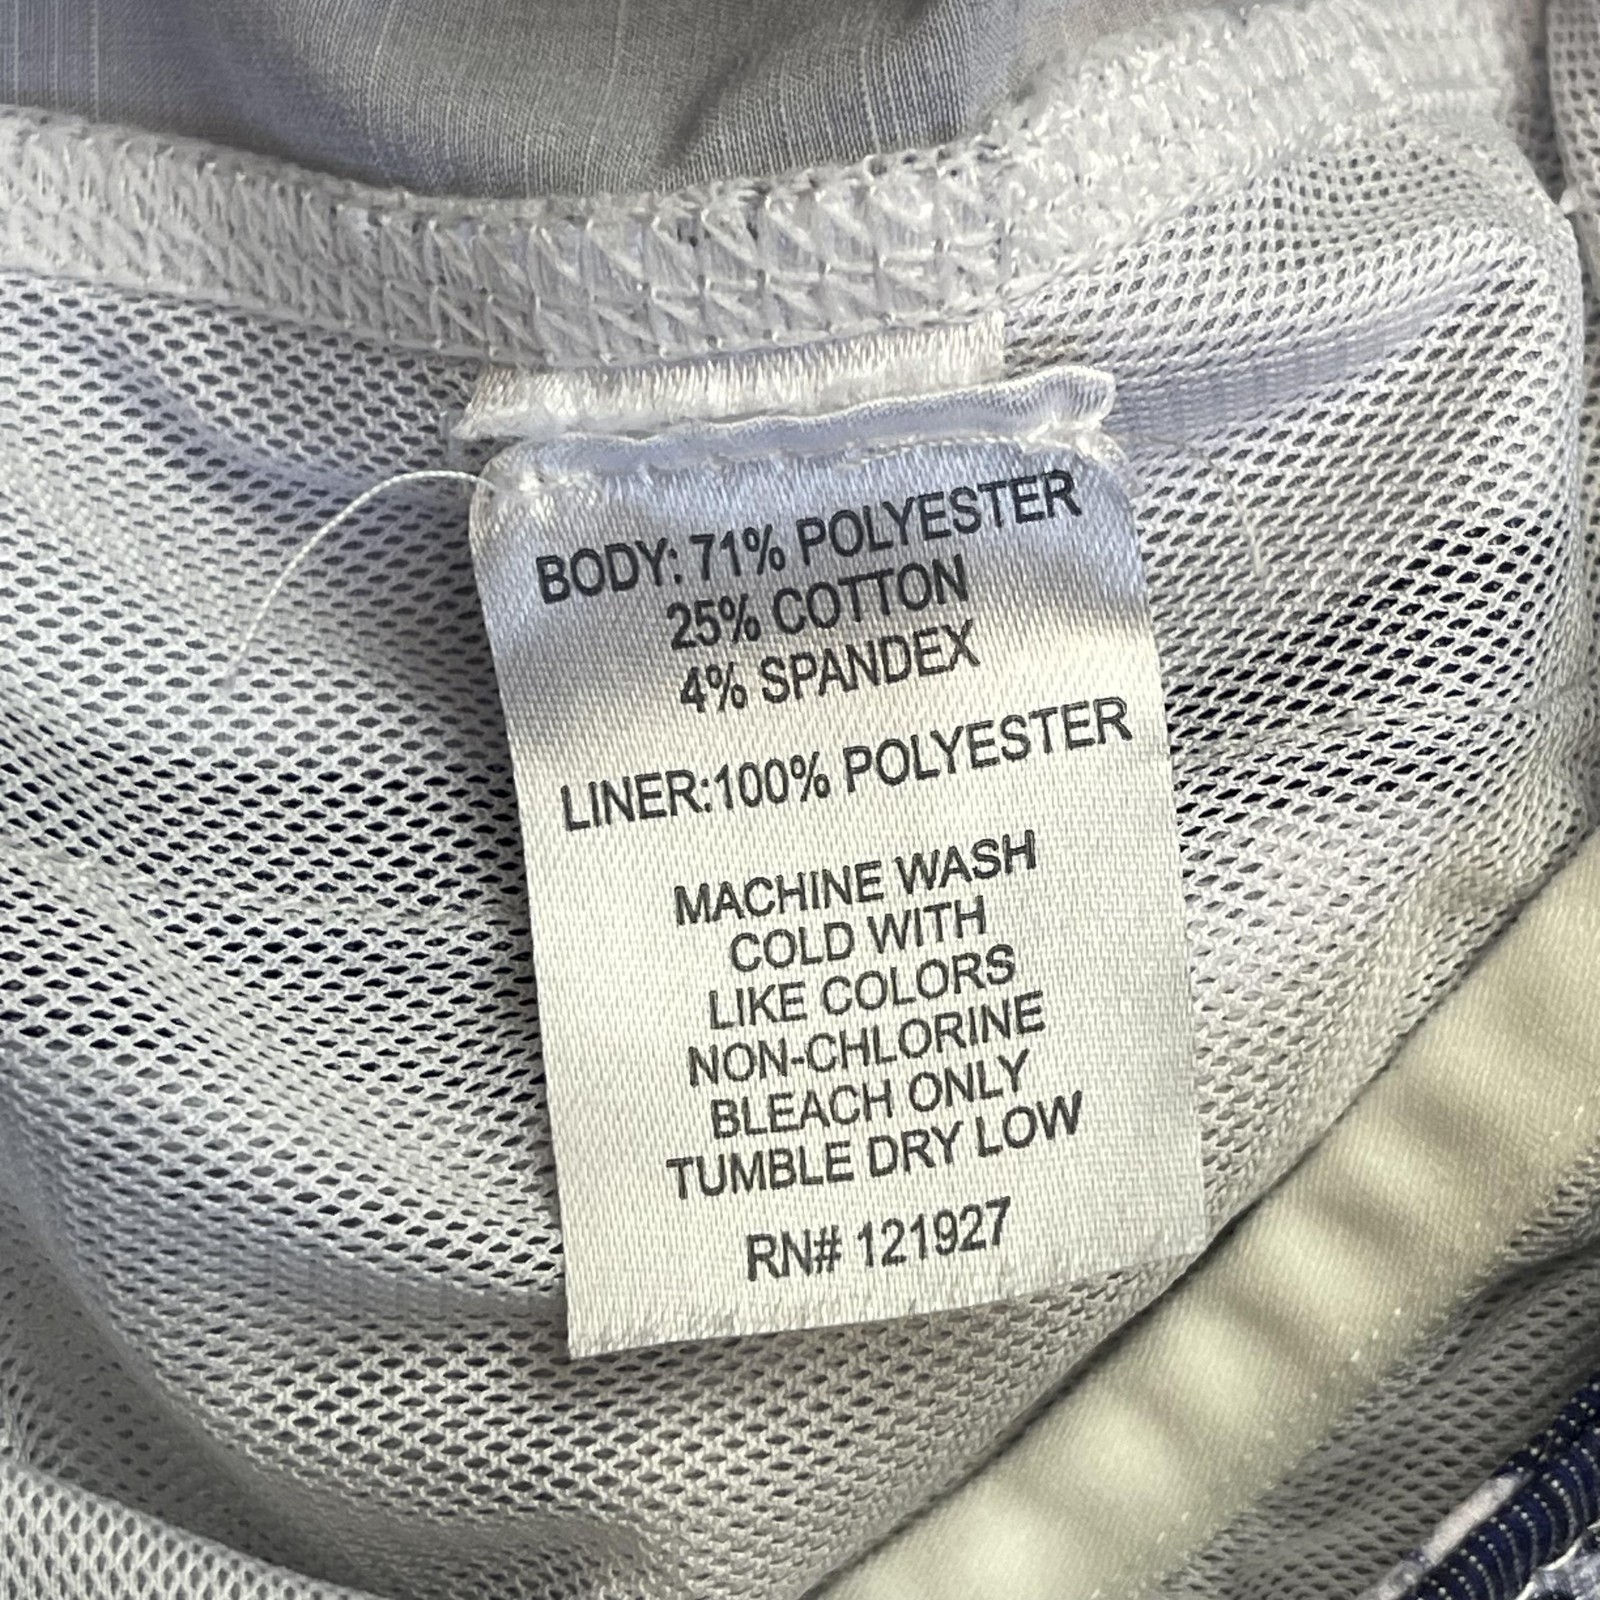 BODY: 71% POLYESTER
25% COTTON
4% SPANDEX
LINER:100% POLYESTER
MACHINE WASH
COLD WITH
LIKE COLORS
NON-CHLORINE
BLEACH ONLY
TUMBLE DRY LOW
RN# 121927